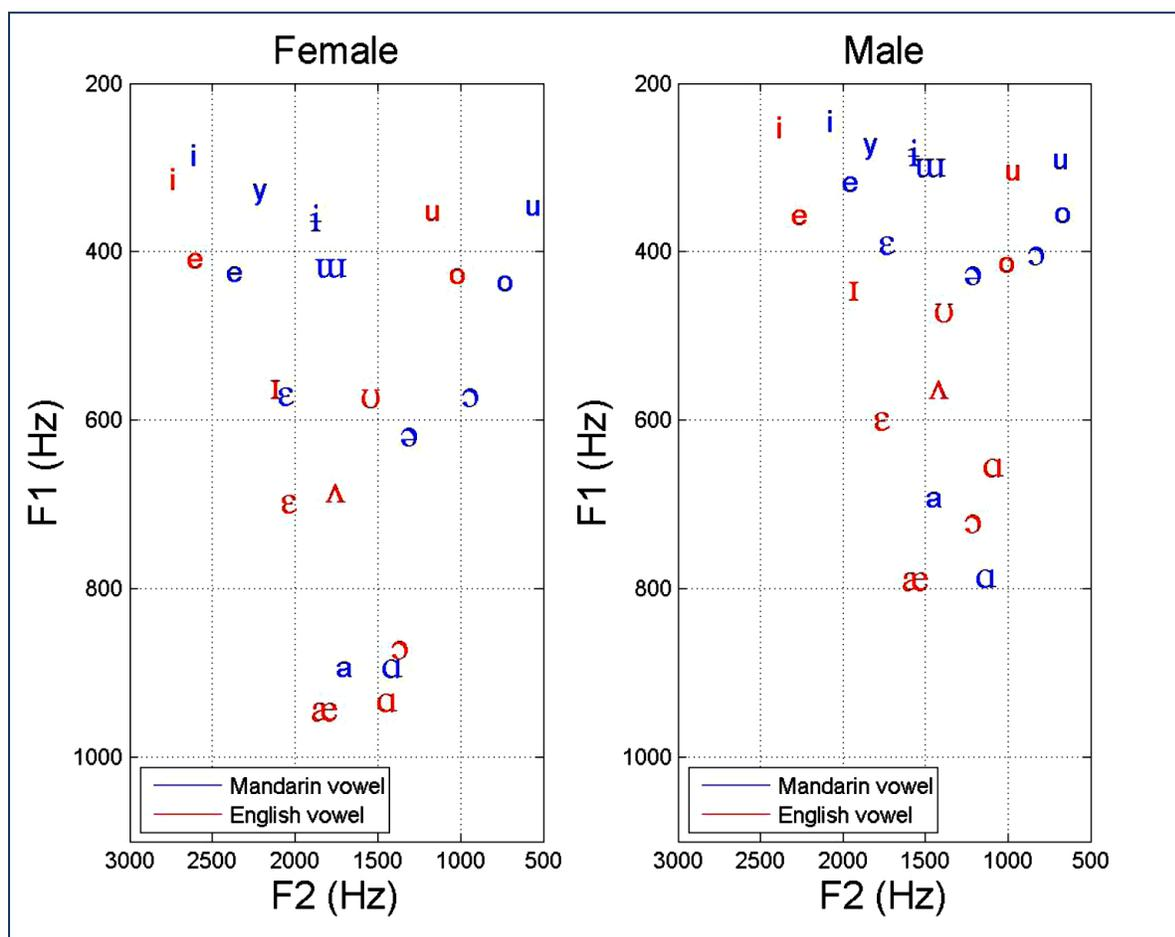 Female
200
400
600
800
1000
F1 (Hz)
i
i
y
ɨ
u
u
e
e
ɯ
o
o
ɪ
ɛ
ʊ
ɔ
ə
ɛ
ʌ
ɔ
a
ɑ
æ
ɑ
Mandarin vowel
English vowel
3000 2500 2000 1500 1000 500
F2 (Hz)
Male
200
400
600
800
1000
F1 (Hz)
i
i
y
ɨ
ɯ
u
u
e
e
o
ɛ
ɔ
o
ə
ɪ
ʊ
ʌ
ɛ
ɑ
a
ɔ
æ
ɑ
Mandarin vowel
English vowel
3000 2500 2000 1500 1000 500
F2 (Hz)